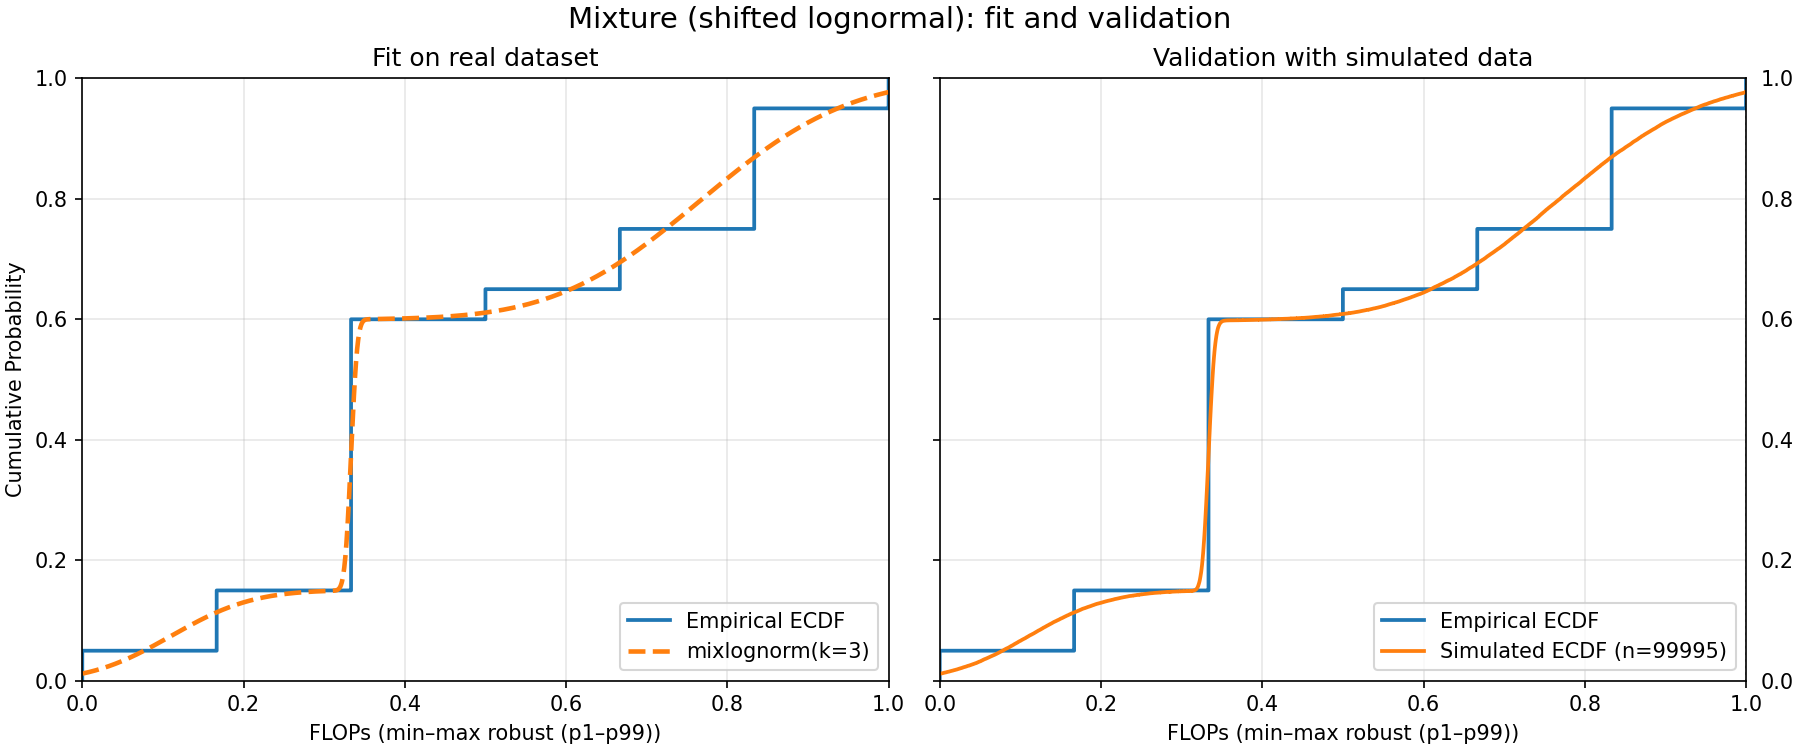 Mixture (shifted lognormal): fit and validation
Fit on real dataset
Cumulative Probability
1.0
0.8
0.6
0.4
0.2
0.0
0.0 0.2 0.4 0.6 0.8 1.0
FLOPs (min–max robust (p1–p99))
Empirical ECDF
mixlognorm(k=3)
Validation with simulated data
1.0
0.8
0.6
0.4
0.2
0.0
0.0 0.2 0.4 0.6 0.8 1.0
FLOPs (min–max robust (p1–p99))
Empirical ECDF
Simulated ECDF (n=99995)